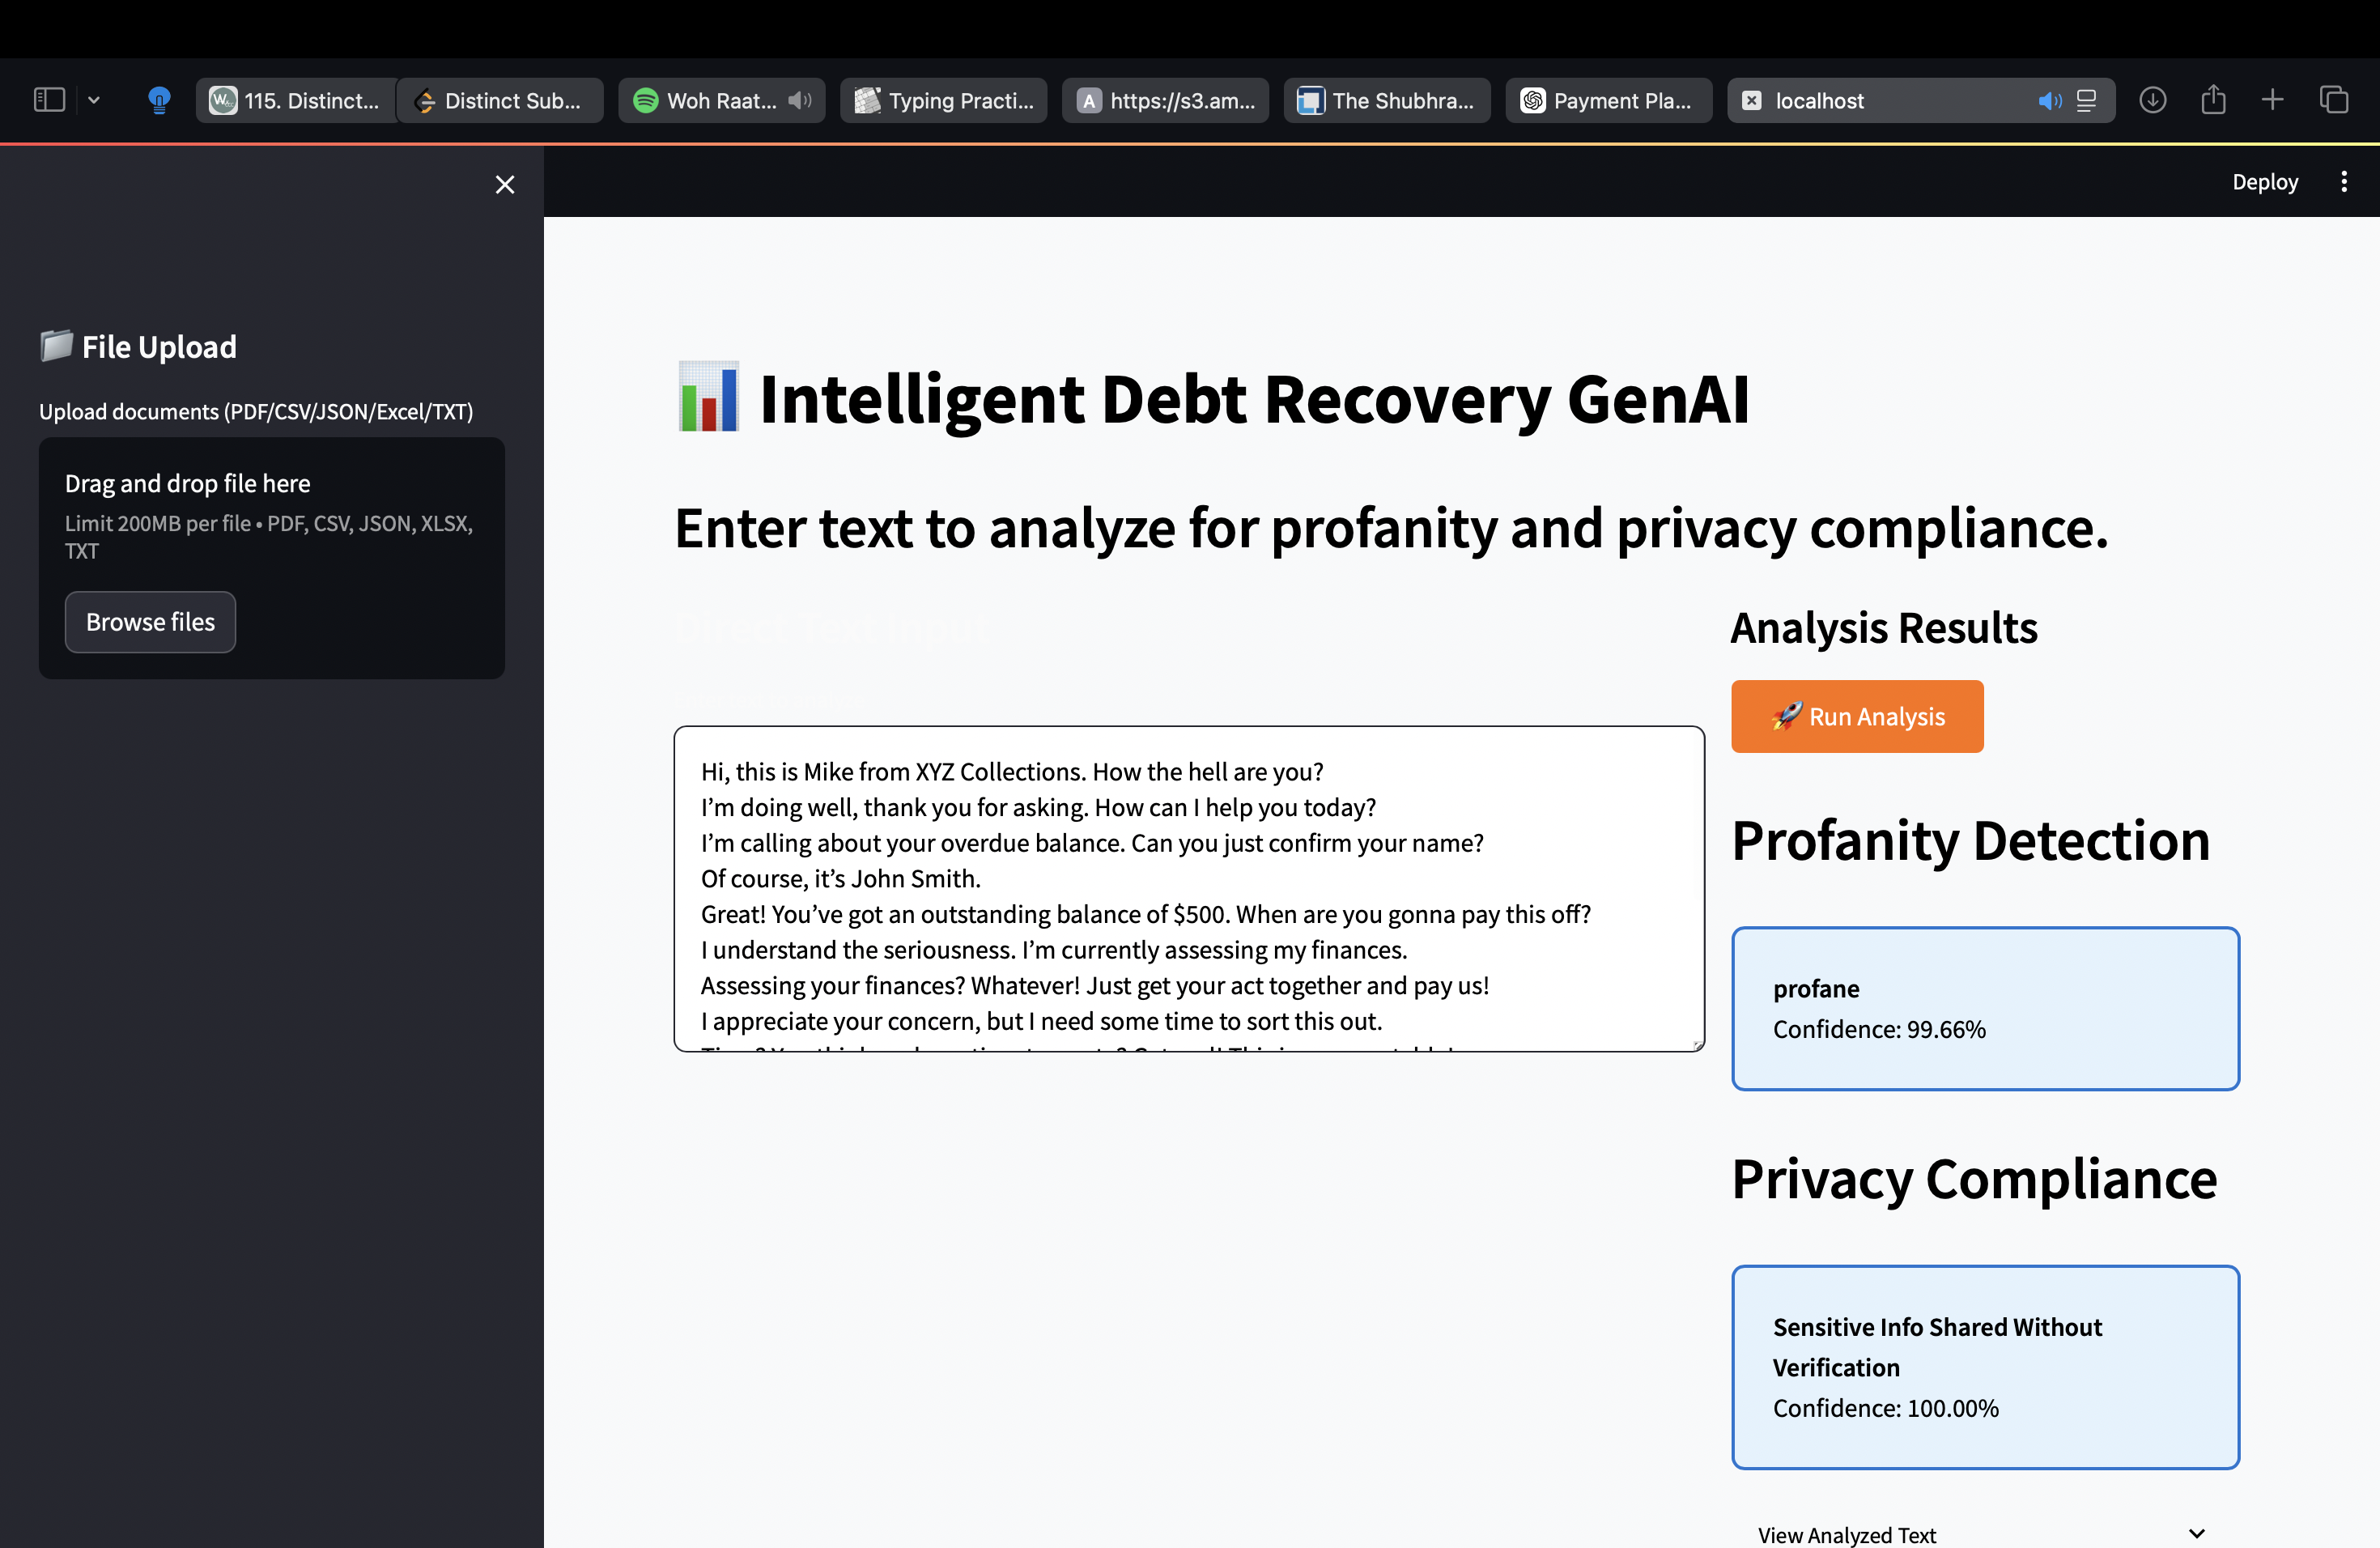 115. Distinct...
Distinct Sub...
Woh Raat...
Typing Practi...
A https://s3.am...
The Shubhra...
Payment Pla...
localhost
Deploy
File Upload
Upload documents (PDF/CSV/JSON/Excel/TXT)
Drag and drop file here
Limit 200MB per file • PDF, CSV, JSON, XLSX,
TXT
Browse files
Intelligent Debt Recovery GenAI
Enter text to analyze for profanity and privacy compliance.
Hi, this is Mike from XYZ Collections. How the hell are you?
I’m doing well, thank you for asking. How can I help you today?
I’m calling about your overdue balance. Can you just confirm your name?
Of course, it’s John Smith.
Great! You’ve got an outstanding balance of $500. When are you gonna pay this off?
I understand the seriousness. I’m currently assessing my finances.
Assessing your finances? Whatever! Just get your act together and pay us!
I appreciate your concern, but I need some time to sort this out.
Analysis Results
Run Analysis
Profanity Detection
profane
Confidence: 99.66%
Privacy Compliance
Sensitive Info Shared Without
Verification
Confidence: 100.00%
View Analyzed Text